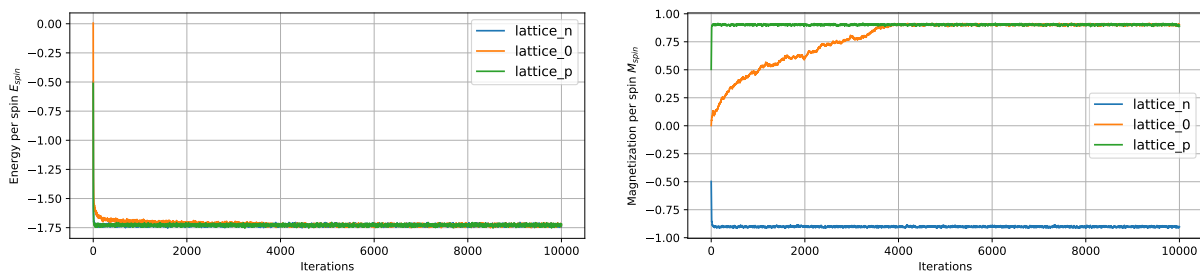 0.00
−0.25
−0.50
−0.75
−1.00
−1.25
−1.50
−1.75
Energy per spin E_spin
0
2000
4000
6000
8000
10000
Iterations
lattice_n
lattice_0
lattice_p
1.00
0.75
0.50
0.25
0.00
−0.25
−0.50
−0.75
−1.00
Magnetization per spin M_spin
0
2000
4000
6000
8000
10000
Iterations
lattice_n
lattice_0
lattice_p